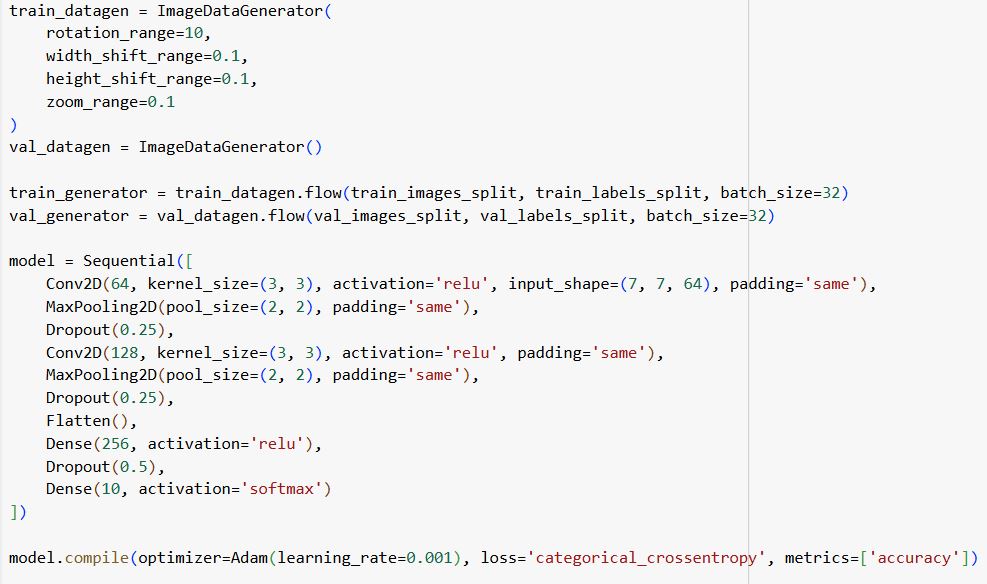 train_datagen = ImageDataGenerator(
    rotation_range=10,
    width_shift_range=0.1,
    height_shift_range=0.1,
    zoom_range=0.1
)
val_datagen = ImageDataGenerator()

train_generator = train_datagen.flow(train_images_split, train_labels_split, batch_size=32)
val_generator = val_datagen.flow(val_images_split, val_labels_split, batch_size=32)

model = Sequential([
    Conv2D(64, kernel_size=(3, 3), activation='relu', input_shape=(7, 7, 64), padding='same'),
    MaxPooling2D(pool_size=(2, 2), padding='same'),
    Dropout(0.25),
    Conv2D(128, kernel_size=(3, 3), activation='relu', padding='same'),
    MaxPooling2D(pool_size=(2, 2), padding='same'),
    Dropout(0.25),
    Flatten(),
    Dense(256, activation='relu'),
    Dropout(0.5),
    Dense(10, activation='softmax')
])

model.compile(optimizer=Adam(learning_rate=0.001), loss='categorical_crossentropy', metrics=['accuracy'])